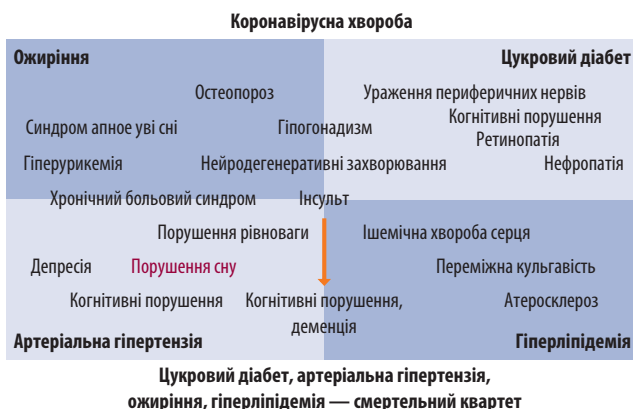 Коронавірусна хвороба
Ожиріння Цукровий діабет
Остеопороз Ураження периферичних нервів
Когнітивні порушення
Синдром апное уві сні Гіпогонадизм
Ретинопатія
Гіперурикемія Нейродегенеративні захворювання Нефропатія
Хронічний больовий синдром Інсульт
Порушення рівноваги Ішемічна хвороба серця
Депресія Порушення сну Переміжна кульгавість
Когнітивні порушення Когнітивні порушення, Атеросклероз
деменція
Артеріальна гіпертензія Гіперліпідемія
Цукровий діабет, артеріальна гіпертензія,
ожиріння, гіперліпідемія — смертельний квартет